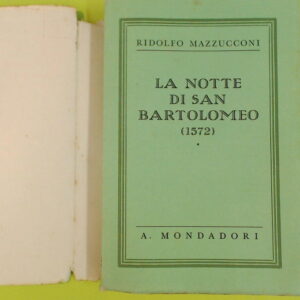 RIDOLFO MAZZUCCONI
LA NOTTE
DI SAN
BARTOLOMEO
(1572)
A. MONDADORI